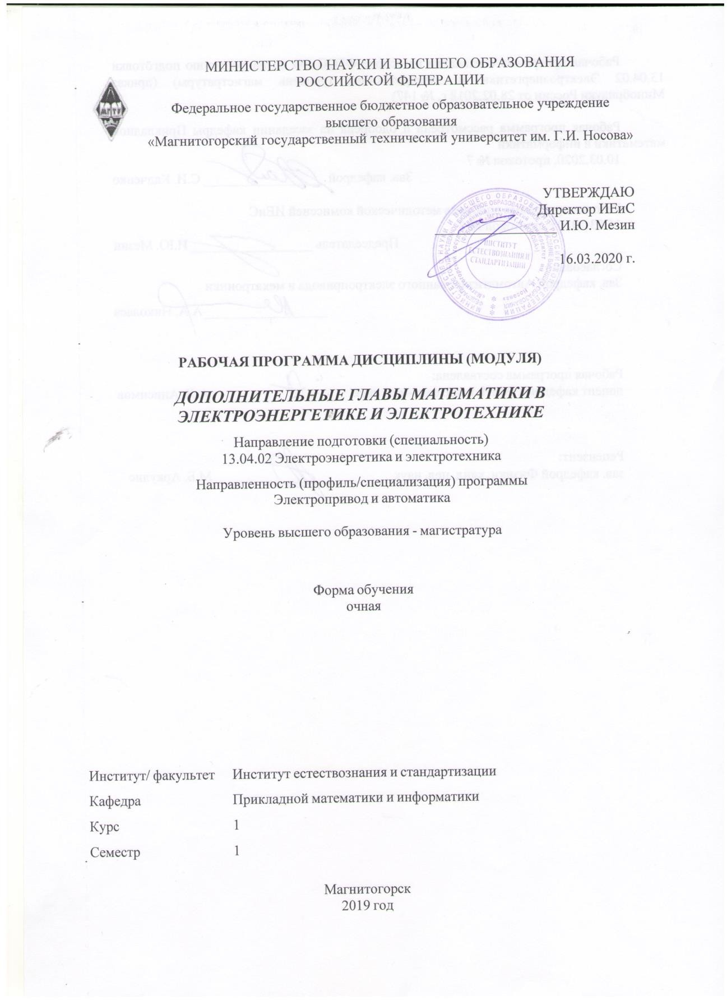 МИНИСТЕРСТВО НАУКИ И ВЫСШЕГО ОБРАЗОВАНИЯ
РОССИЙСКОЙ ФЕДЕРАЦИИ
МГТУ
Федеральное государственное бюджетное образовательное учреждение
высшего образования
«Магнитогорский государственный технический университет им. Г.И. Носова»
УТВЕРЖДАЮ
Директор ИЕиС
И.Ю. Мезин
ИНСТИТУТ
ЕСТЕСТВОЗНАНИЯ И
СТАНДАРТИЗАЦИИ
16.03.2020 г.
РАБОЧАЯ ПРОГРАММА ДИСЦИПЛИНЫ (МОДУЛЯ)
ДОПОЛНИТЕЛЬНЫЕ ГЛАВЫ МАТЕМАТИКИ В
ЭЛЕКТРОЭНЕРГЕТИКЕ И ЭЛЕКТРОТЕХНИКЕ
Направление подготовки (специальность)
13.04.02 Электроэнергетика и электротехника
Направленность (профиль/специализация) программы
Электропривод и автоматика
Уровень высшего образования - магистратура
Форма обучения
очная
Институт/ факультет Институт естествознания и стандартизации
Кафедра Прикладной математики и информатики
Курс 1
Семестр 1
Магнитогорск
2019 год